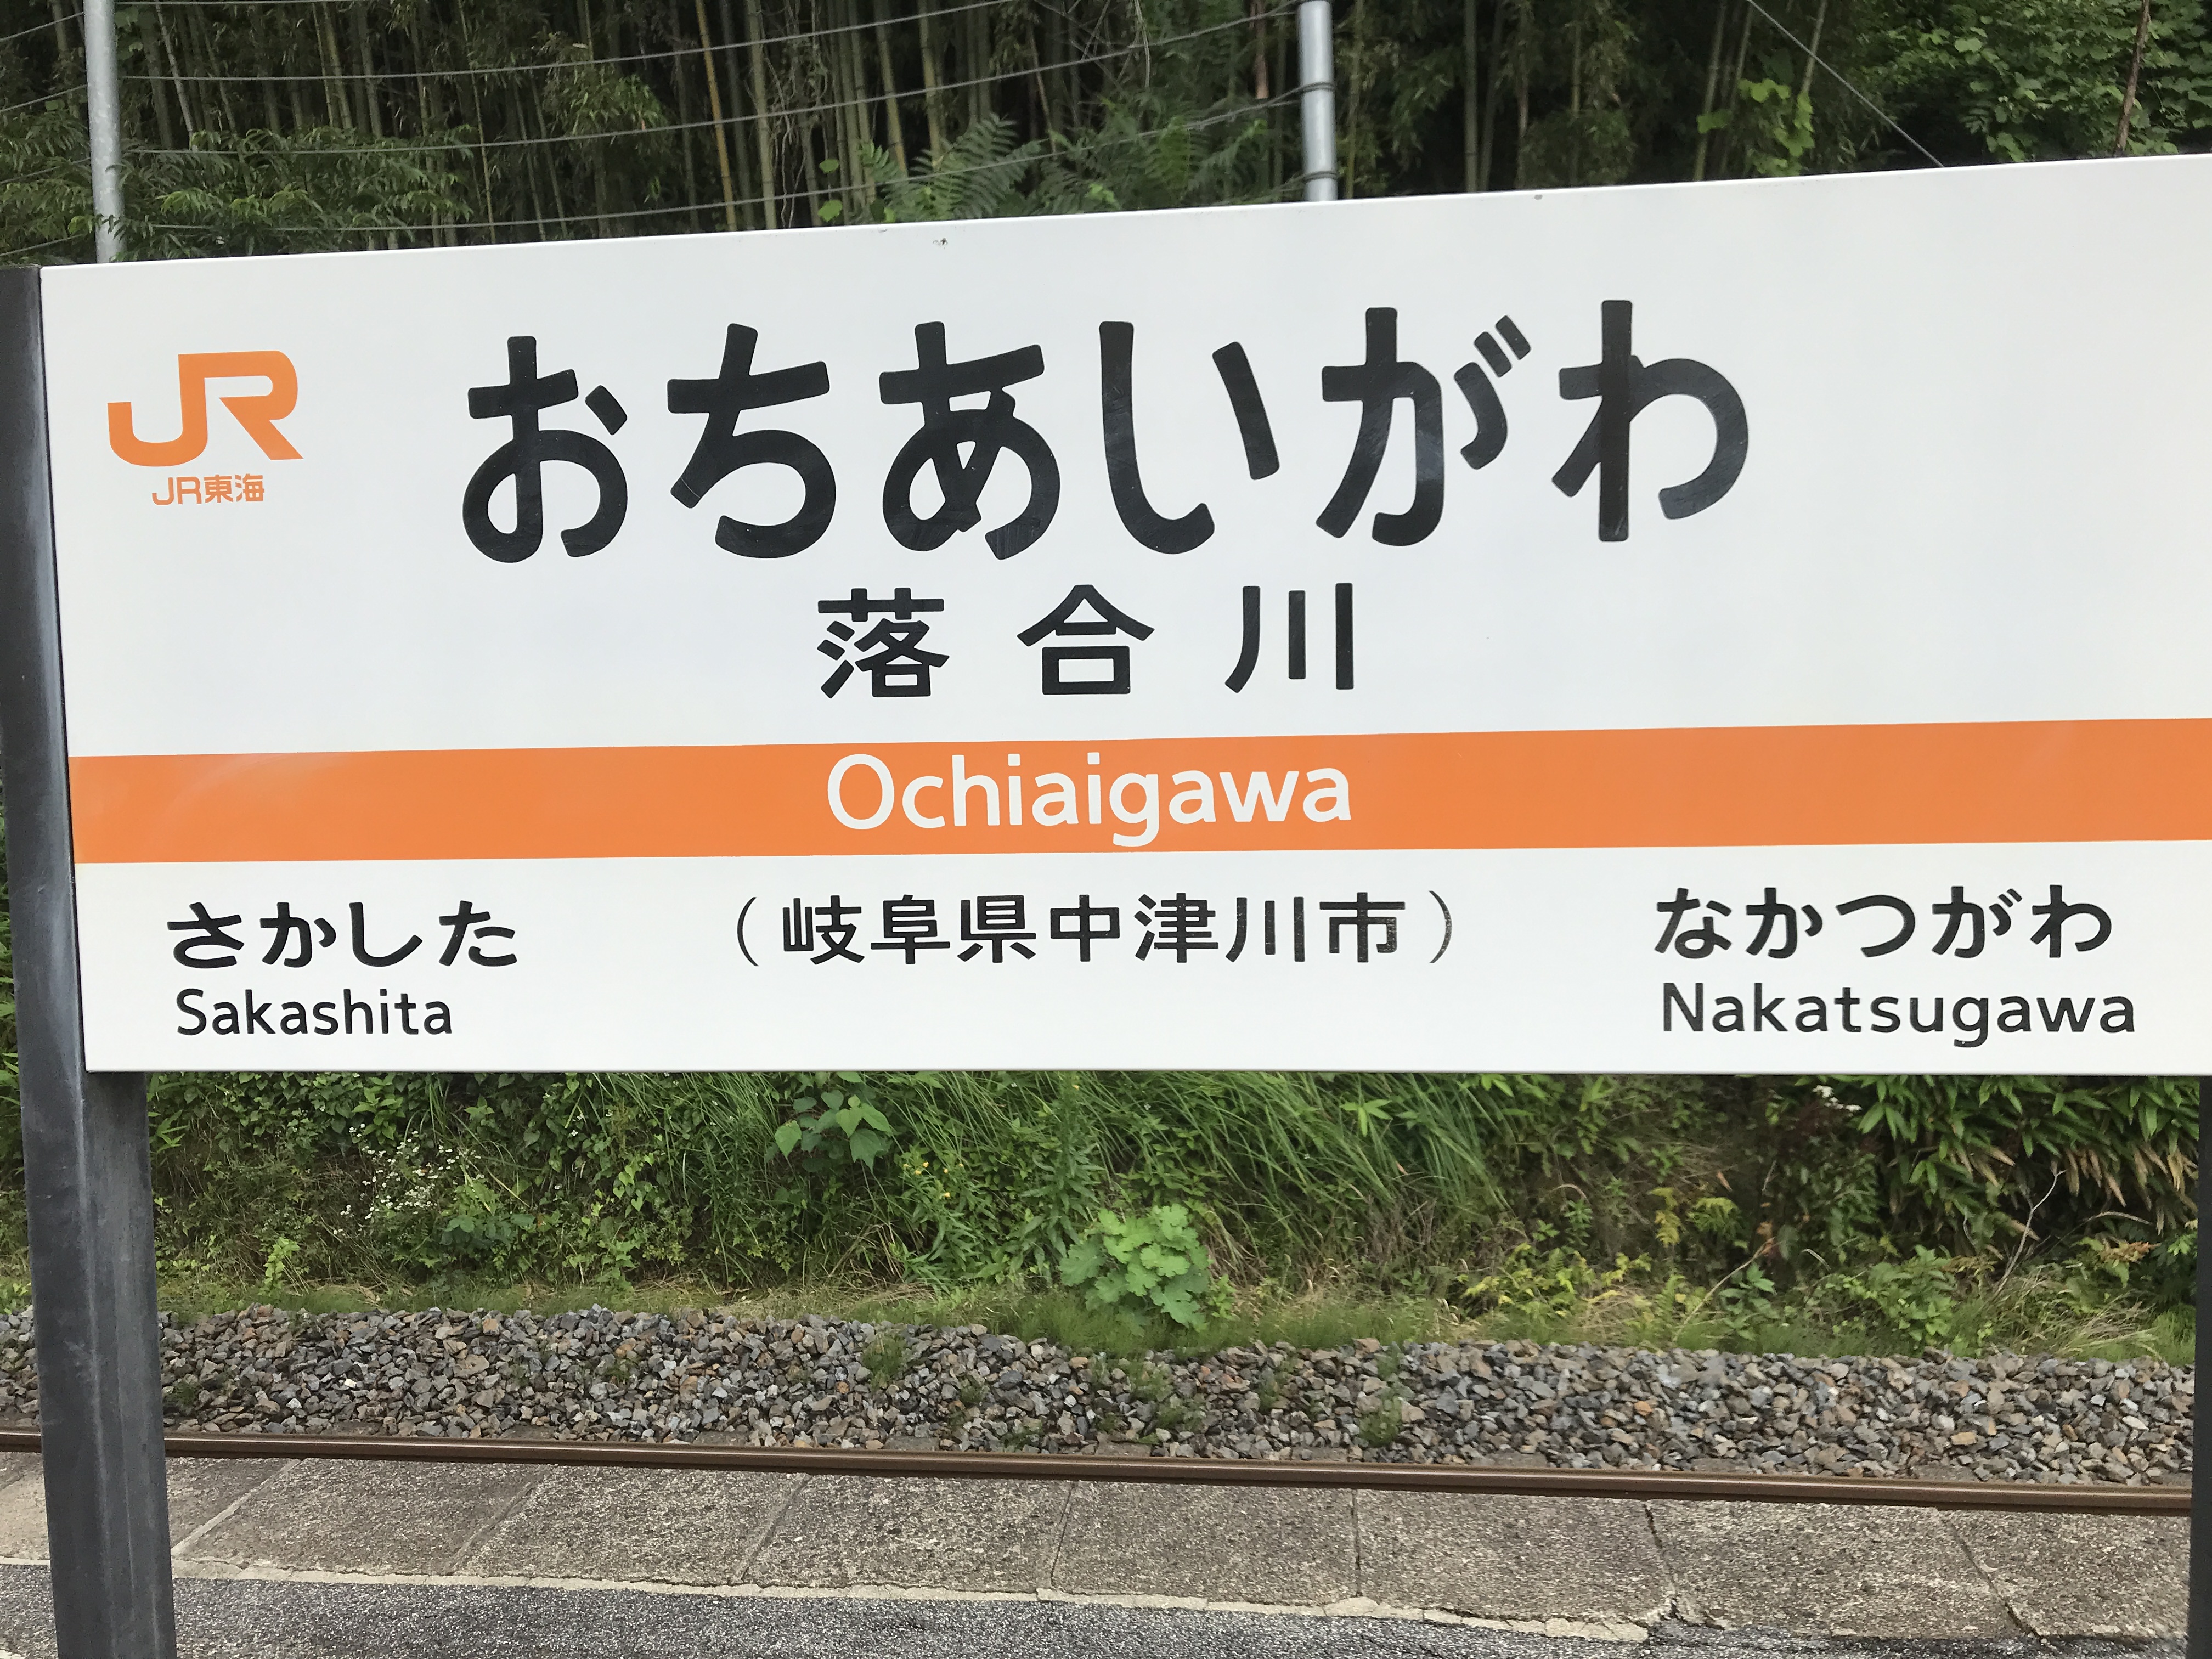 JR
JR東海
おちあいがわ
落合川
Ochiaigawa
さかした
Sakashita
（岐阜県中津川市）
なかつがわ
Nakatsugawa